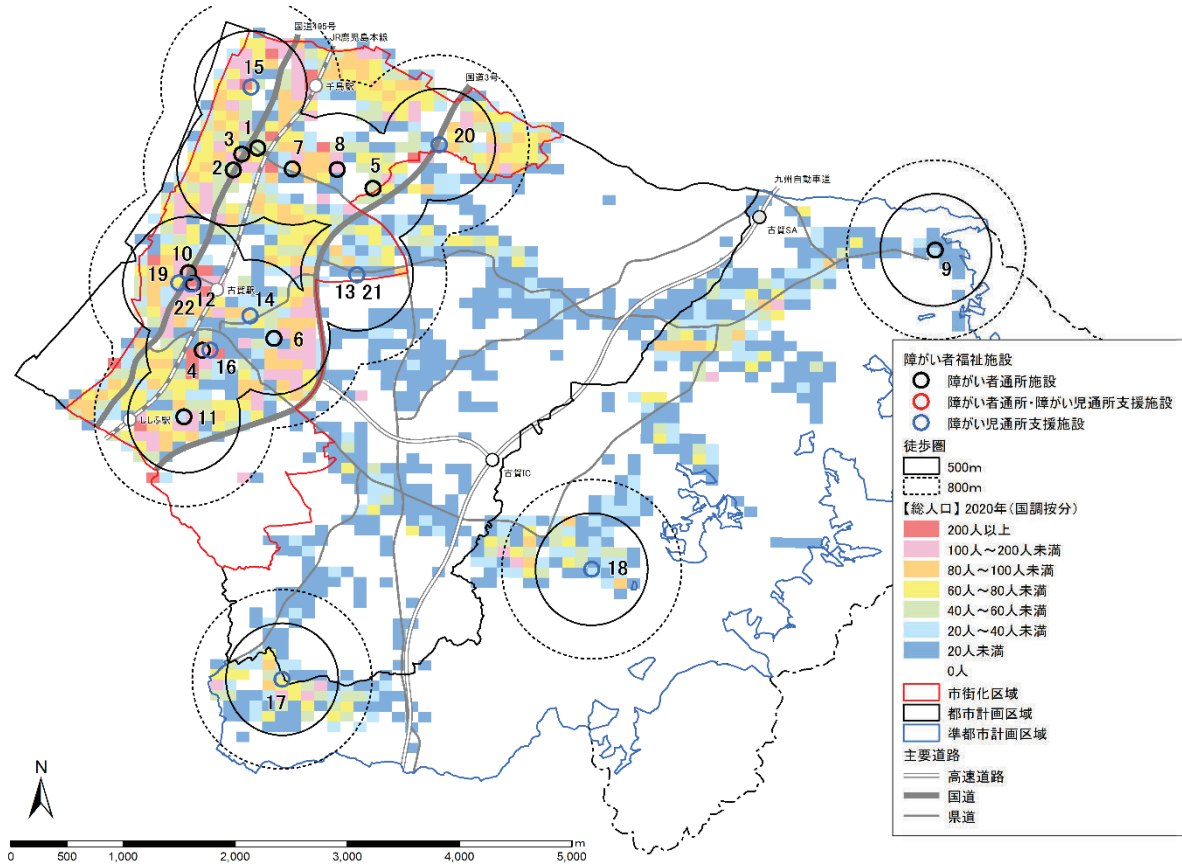 国道495号
JR鹿児島本線
千鳥駅
国道3号
15
1
3
2
7
8
5
20
九州自動車道
古賀SA
9
10
19
12
22
古賀駅
14
13
21
6
4
16
11
ししぶ駅
古賀IC
18
17
障がい者福祉施設
障がい者通所施設
障がい者通所・障がい児通所支援施設
障がい児通所支援施設
徒歩圏
500m
800m
【総人口】 2020年(国調按分)
200人以上
100人～200人未満
80人～100人未満
60人～80人未満
40人～60人未満
20人～40人未満
20人未満
0人
市街化区域
都市計画区域
準都市計画区域
主要道路
高速道路
国道
県道
N
0 500 1,000 2,000 3,000 4,000 5,000 m